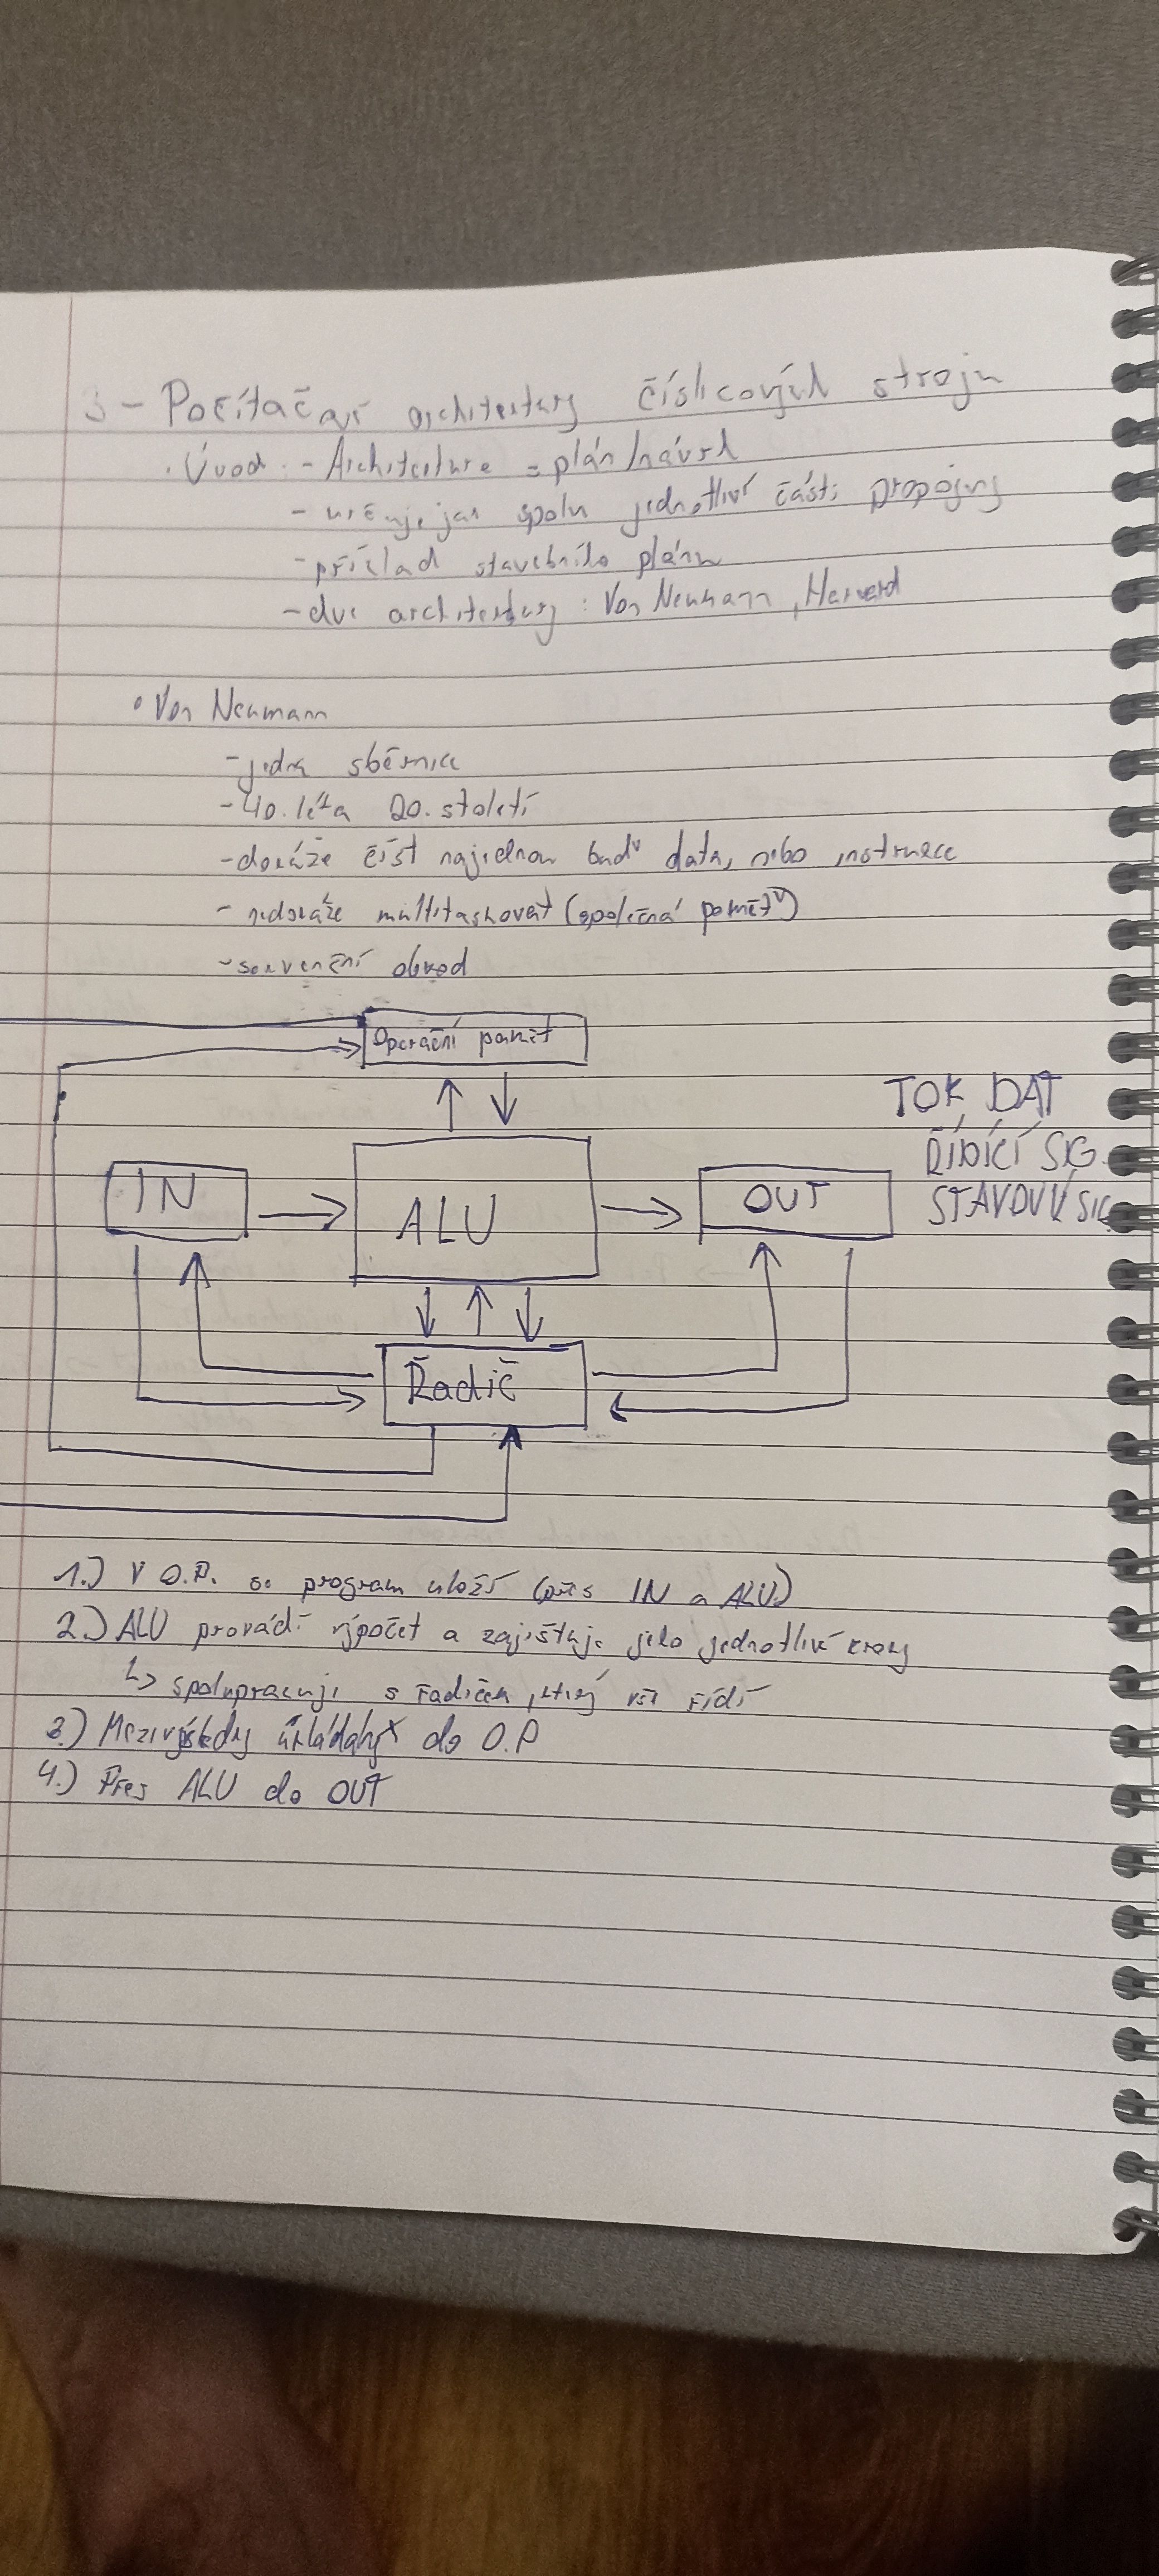 3 - Počítačové architektury číslicových strojů
· Úvod: - Architecture = plán/návrh
- určuje jak spolu jednotlivé části propojny
- příklad stavebního plánu
- dvě architektury: Von Neumann, Harvard
• Von Neumann
- jedna sběrnice
- 40. léta 20. století
- dokáže číst najednou buď data, nebo instrukce
- nedokáže multitaskovat (společná paměť)
- sekvenční obvod
Operační paměť
TOK DAT
ŘÍDÍCÍ SIG.
STAVOVÝ SIG
IN
ALU
OUT
Řadič
1.) V O.P. se program uloží (přes IN a ALU)
2.) ALU provádí výpočet a zajišťuje jeho jednotlivé kroky
↳ spolupracuje s řadičem, který vše řídí
3.) Mezivýsledky ukládány do O.P
4.) Přes ALU do OUT